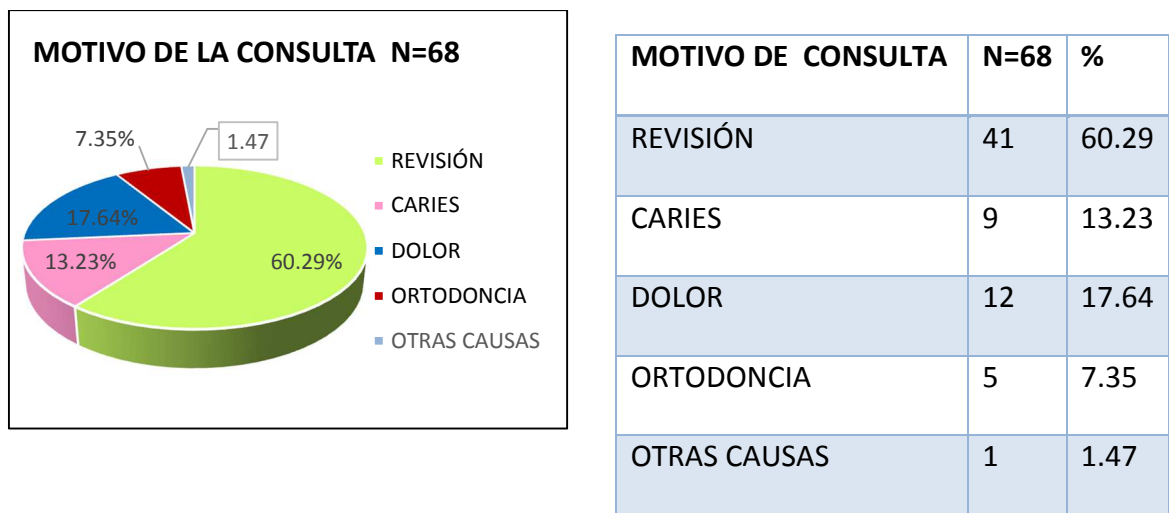 MOTIVO DE LA CONSULTA N=68
7.35%
1.47
17.64%
13.23%
60.29%
REVISIÓN
CARIES
DOLOR
ORTODONCIA
OTRAS CAUSAS
MOTIVO DE CONSULTA N=68 %
REVISIÓN 41 60.29
CARIES 9 13.23
DOLOR 12 17.64
ORTODONCIA 5 7.35
OTRAS CAUSAS 1 1.47